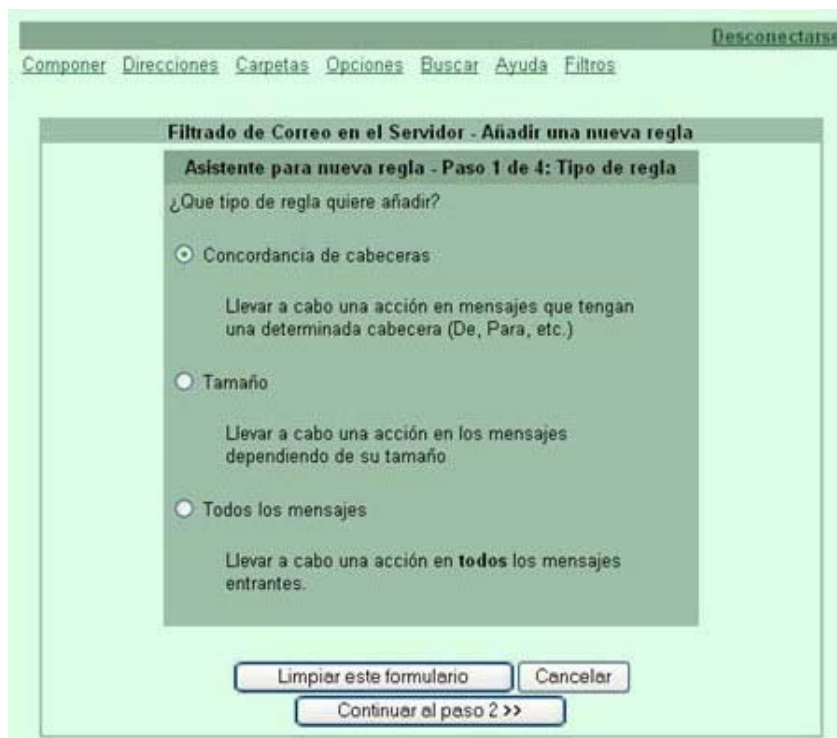 Desconectarse
Componer Direcciones Carpetas Opciones Buscar Ayuda Filtros
Filtrado de Correo en el Servidor - Añadir una nueva regla
Asistente para nueva regla - Paso 1 de 4: Tipo de regla
¿Que tipo de regla quiere añadir?
Concordancia de cabeceras
Llevar a cabo una acción en mensajes que tengan
una determinada cabecera (De, Para, etc.)
Tamaño
Llevar a cabo una acción en los mensajes
dependiendo de su tamaño
Todos los mensajes
Llevar a cabo una acción en todos los mensajes
entrantes.
Limpiar este formulario Cancelar
Continuar al paso 2 >>